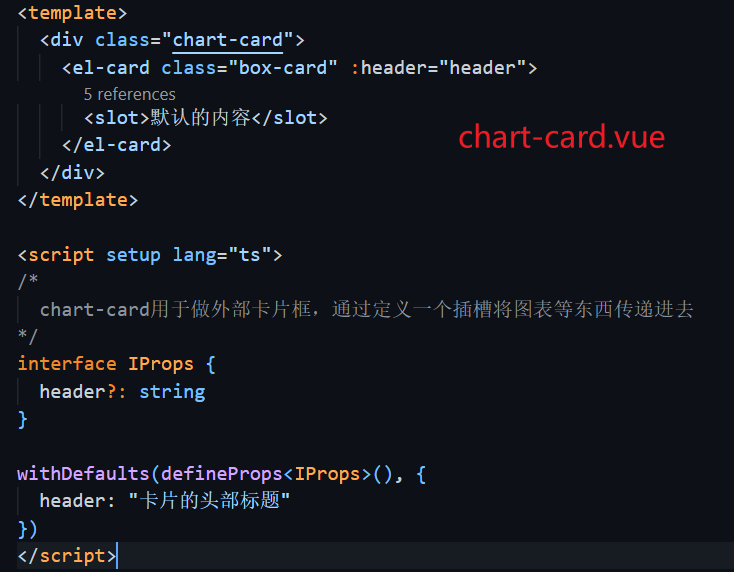 <template>
  <div class="chart-card">
    <el-card class="box-card" :header="header">
      5 references
      <slot>默认的内容</slot>
    </el-card>
  </div>
</template>
chart-card.vue
<script setup lang="ts">
/*
  chart-card用于做外部卡片框，通过定义一个插槽将图表等东西传递进去
*/
interface IProps {
  header?: string
}
withDefaults(defineProps<IProps>(), {
  header: "卡片的头部标题"
})
</script>